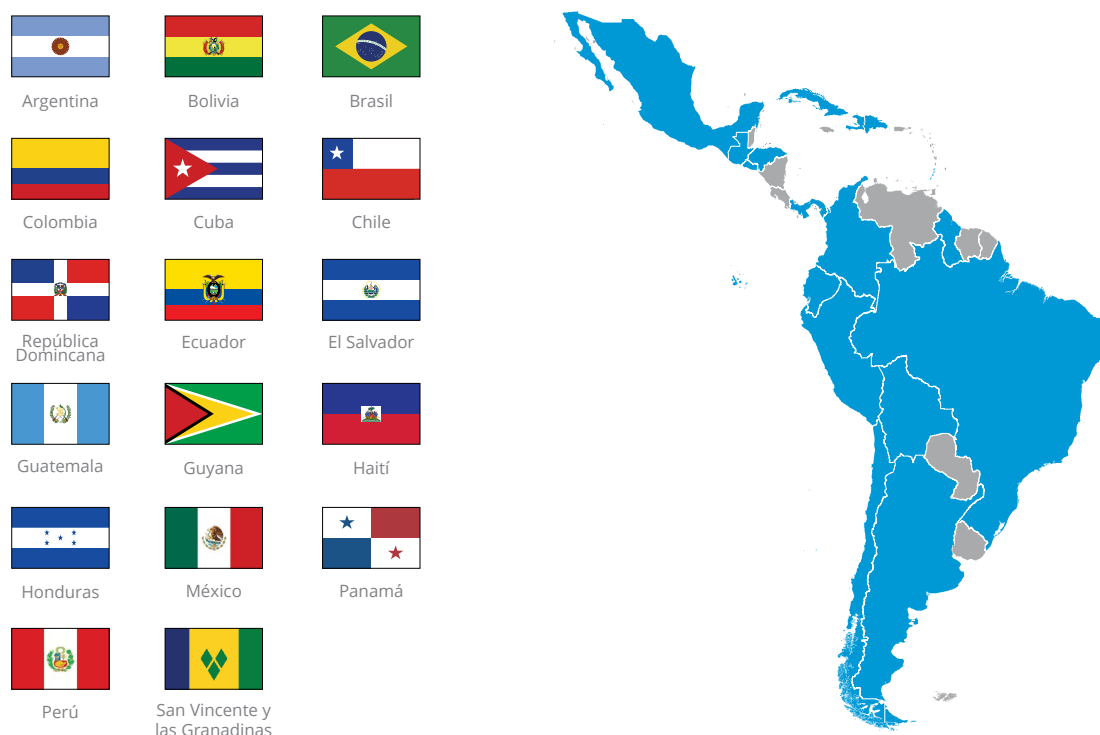 Argentina
Bolivia
Brasil
Colombia
Cuba
Chile
República
Domincana
Ecuador
El Salvador
Guatemala
Guyana
Haití
Honduras
México
Panamá
Perú
San Vincente y
las Granadinas